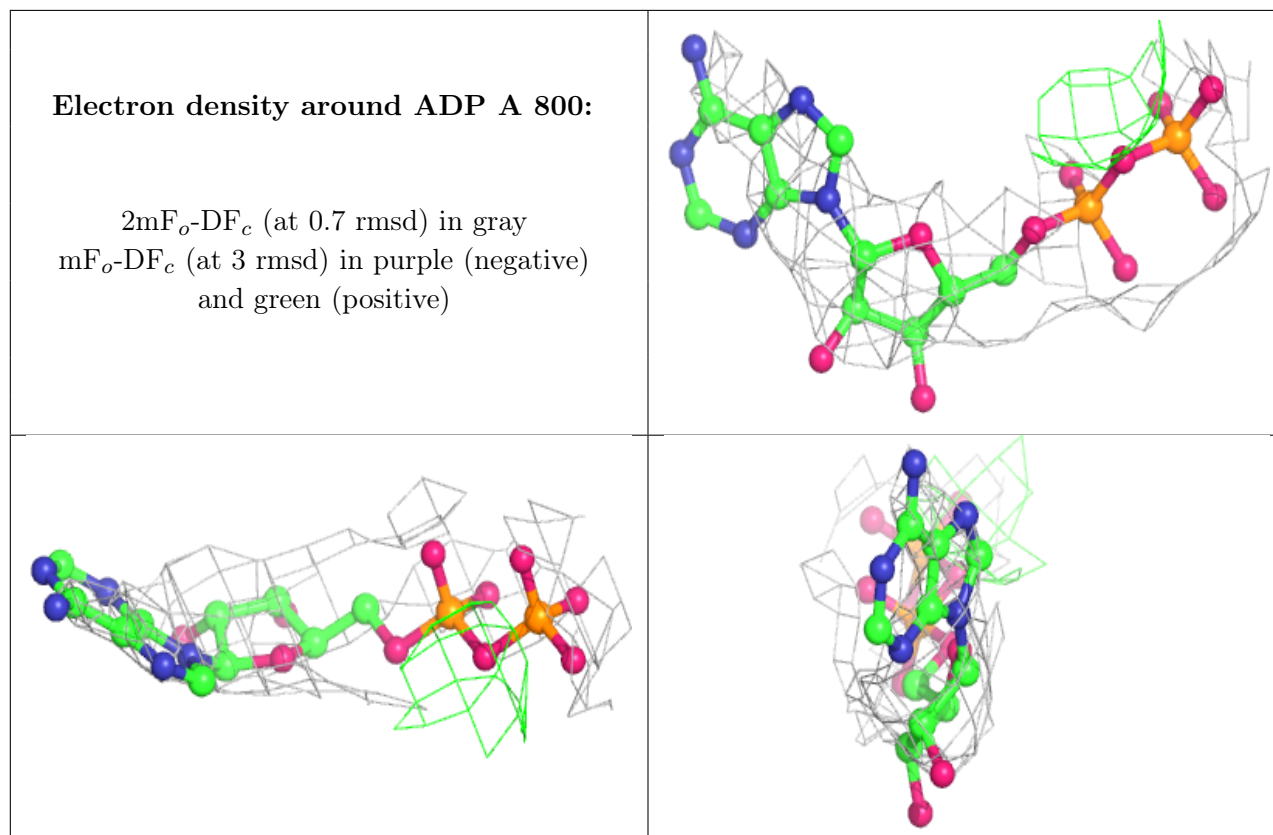 Electron density around ADP A 800:
2mFo-DFc (at 0.7 rmsd) in gray
mFo-DFc (at 3 rmsd) in purple (negative)
and green (positive)